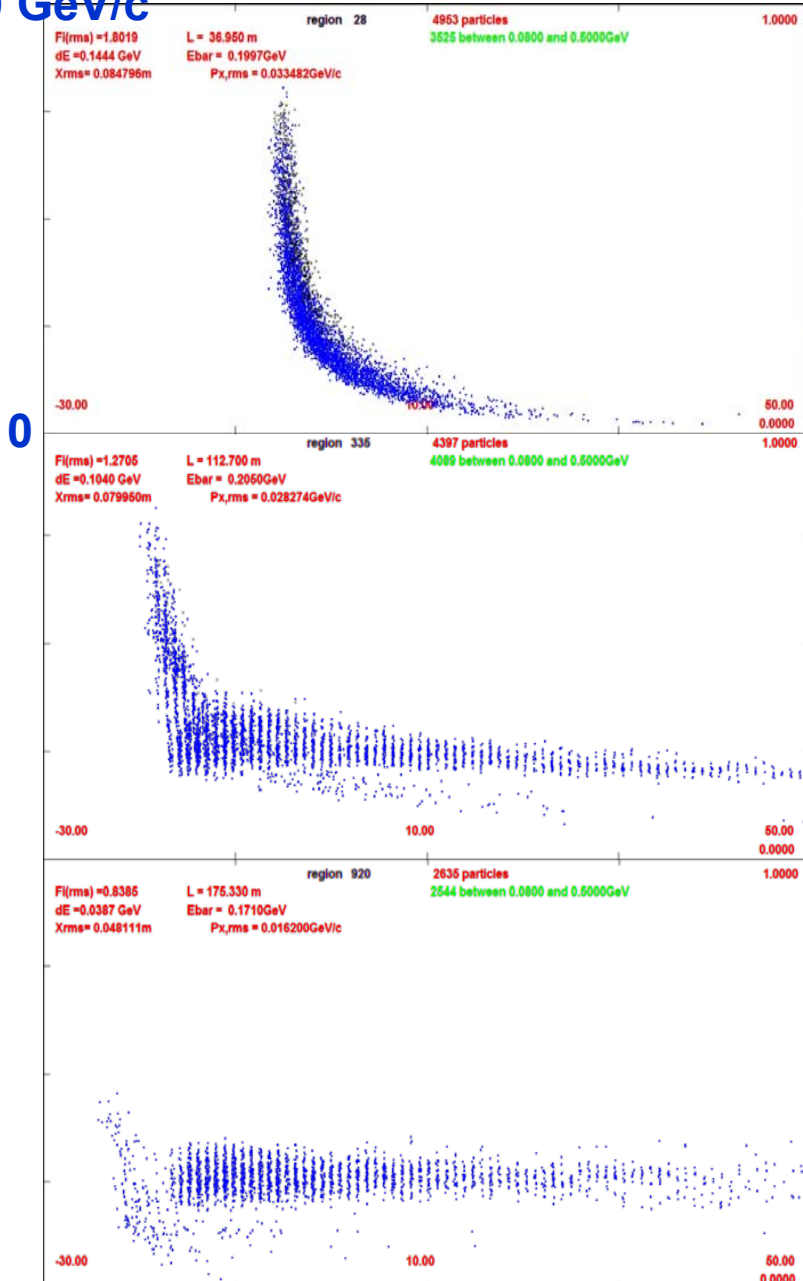 0 GeV/c
region 28 4953 particles 1.0000
Fi(rms) =1.8019 L = 36.950 m 3525 between 0.0800 and 0.5000GeV
dE =0.1444 GeV Ebar = 0.1997GeV
Xrms= 0.084796m Px,rms = 0.033482GeV/c
-30.00 10.00 50.00
0.0000
0
region 335 4397 particles 1.0000
Fi(rms) =1.2705 L = 112.700 m 4089 between 0.0800 and 0.5000GeV
dE =0.1040 GeV Ebar = 0.2050GeV
Xrms= 0.079950m Px,rms = 0.028274GeV/c
-30.00 10.00 50.00
0.0000
region 920 2635 particles 1.0000
Fi(rms) =0.8385 L = 175.330 m 2544 between 0.0800 and 0.5000GeV
dE =0.0387 GeV Ebar = 0.1710GeV
Xrms= 0.048111m Px,rms = 0.016200GeV/c
-30.00 10.00 50.00
0.0000